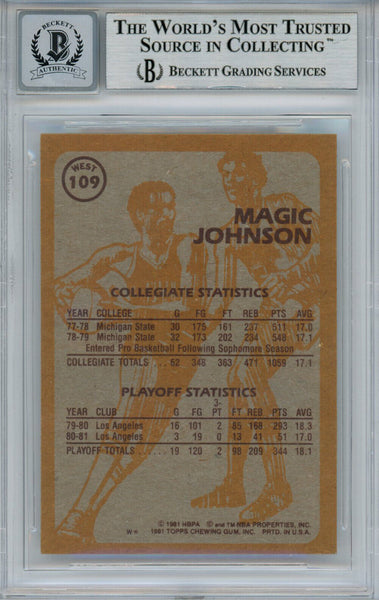 THE WORLD'S MOST TRUSTED
SOURCE IN COLLECTING™
BECKETT GRADING SERVICES
BECKETT
AUTHENTIC
WEST
109
MAGIC
JOHNSON
COLLEGIATE STATISTICS
YEAR COLLEGE G FG FT REB PTS AVG
77-78 Michigan State 30 175 161 237 511 17.0
78-79 Michigan State 32 173 202 234 548 17.1
Entered Pro Basketball Following Sophomore Season
COLLEGIATE TOTALS .... 62 348 363 471 1059 17.1
PLAYOFF STATISTICS
3-
YEAR CLUB G FG PT FT REB PTS AVG
79-80 Los Angeles 16 101 2 85 168 293 18.3
80-81 Los Angeles 3 19 0 13 41 51 17.0
PLAYOFF TOTALS ..... 19 120 2 98 209 344 18.1
© 1981 NBPA © and TM NBA PROPERTIES, INC.
W* 1981 TOPPS CHEWING GUM, INC. PRTD. IN U.S.A.